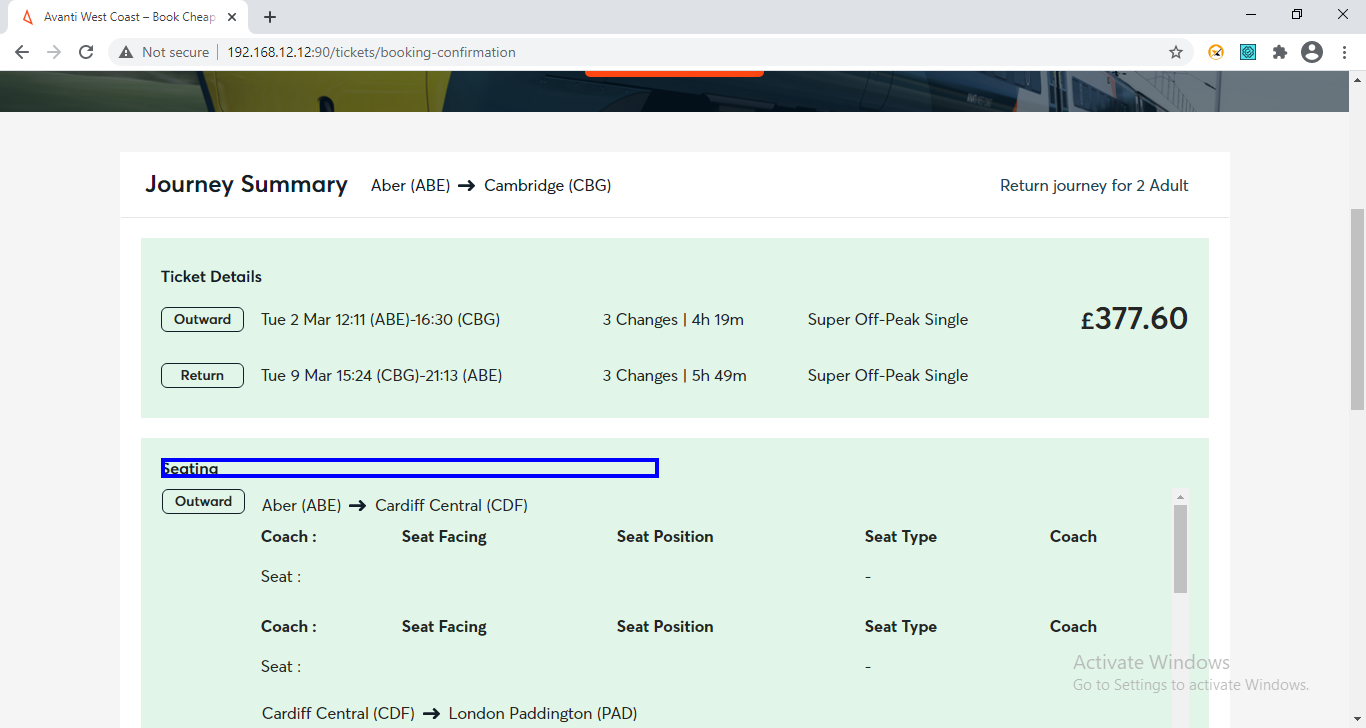 Avanti West Coast – Book Cheap
Not secure
192.168.12.12:90/tickets/booking-confirmation
Journey Summary Aber (ABE) → Cambridge (CBG) Return journey for 2 Adult
Ticket Details
Outward Tue 2 Mar 12:11 (ABE)-16:30 (CBG) 3 Changes | 4h 19m Super Off-Peak Single £377.60
Return Tue 9 Mar 15:24 (CBG)-21:13 (ABE) 3 Changes | 5h 49m Super Off-Peak Single
Seating
Outward Aber (ABE) → Cardiff Central (CDF)
Coach : Seat Facing Seat Position Seat Type Coach
Seat : -
Coach : Seat Facing Seat Position Seat Type Coach
Seat : -
Activate Windows
Go to Settings to activate Windows.
Cardiff Central (CDF) → London Paddington (PAD)